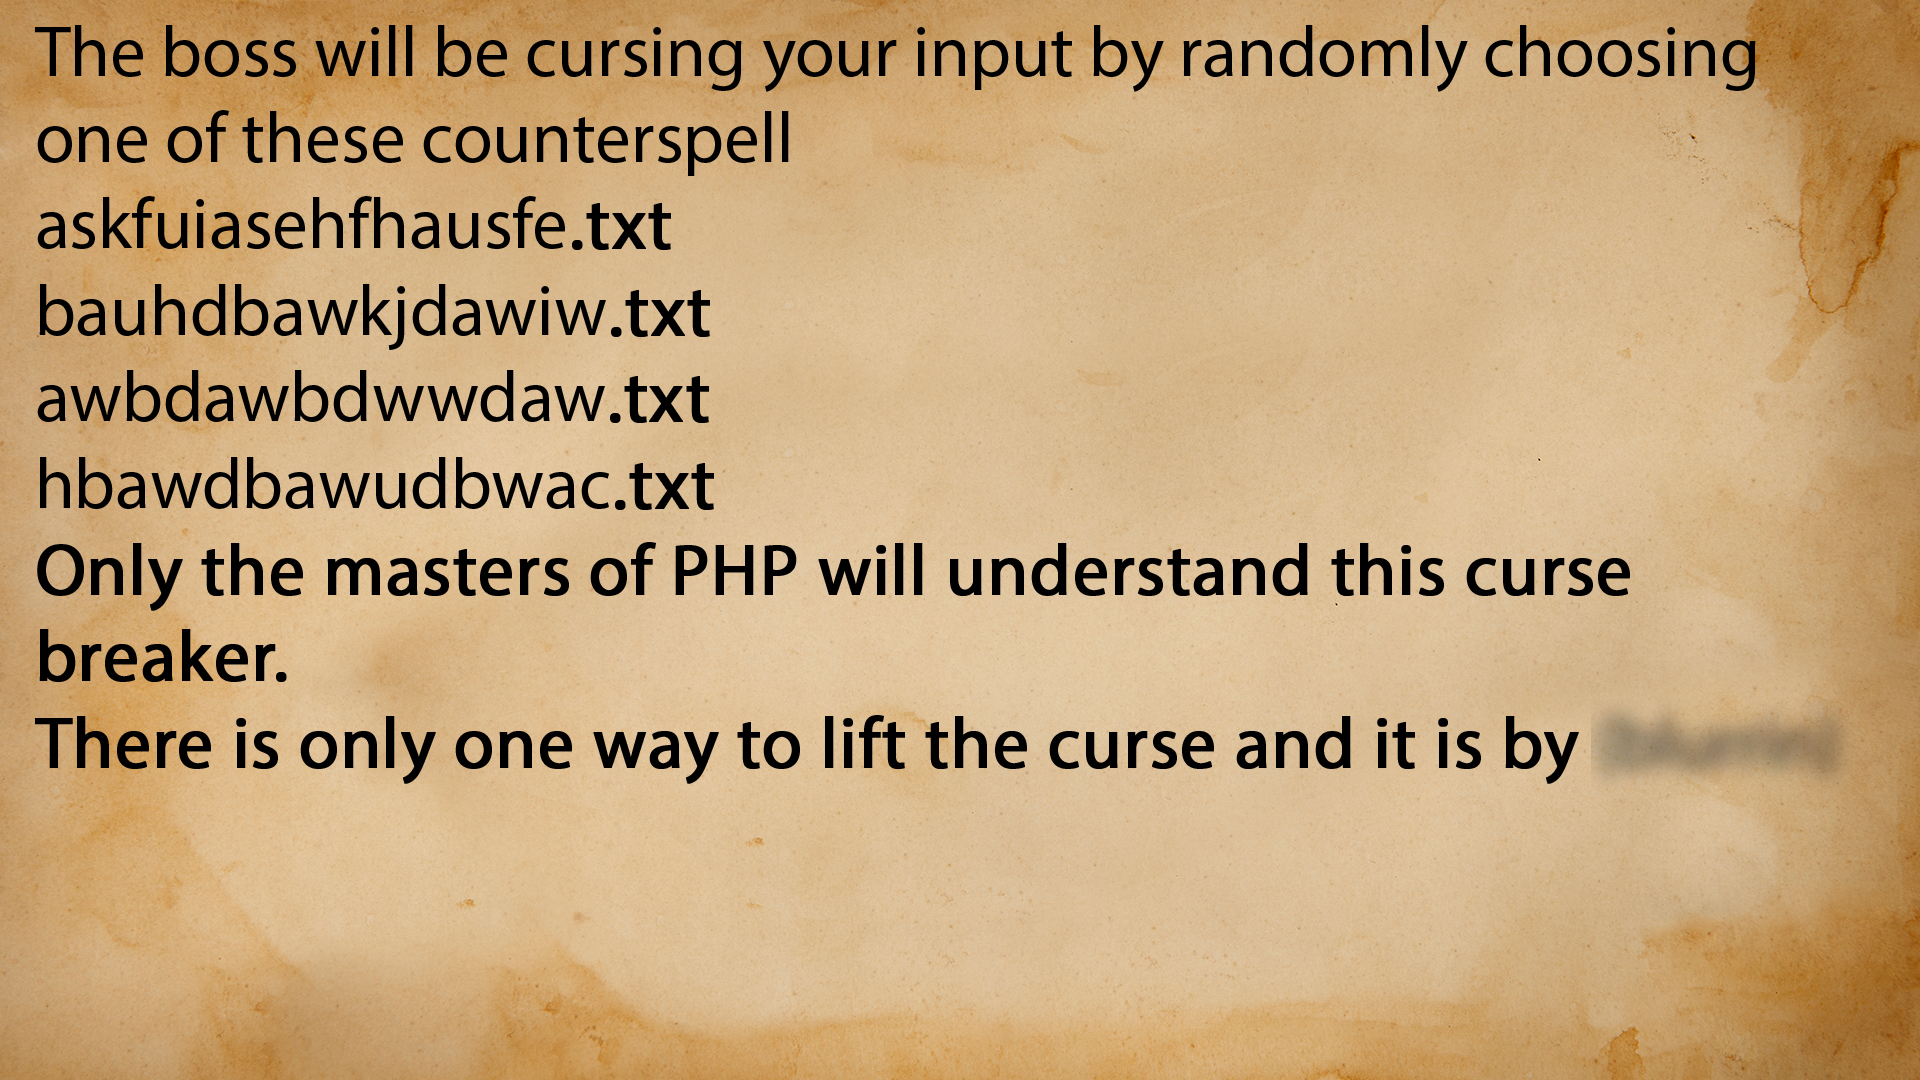 The boss will be cursing your input by randomly choosing
one of these counterspell
askfuiasehfhausfe.txt
bauhdbawkjdawiw.txt
awbdawbdwwdaw.txt
hbawdbawudbwac.txt
Only the masters of PHP will understand this curse
breaker.
There is only one way to lift the curse and it is by